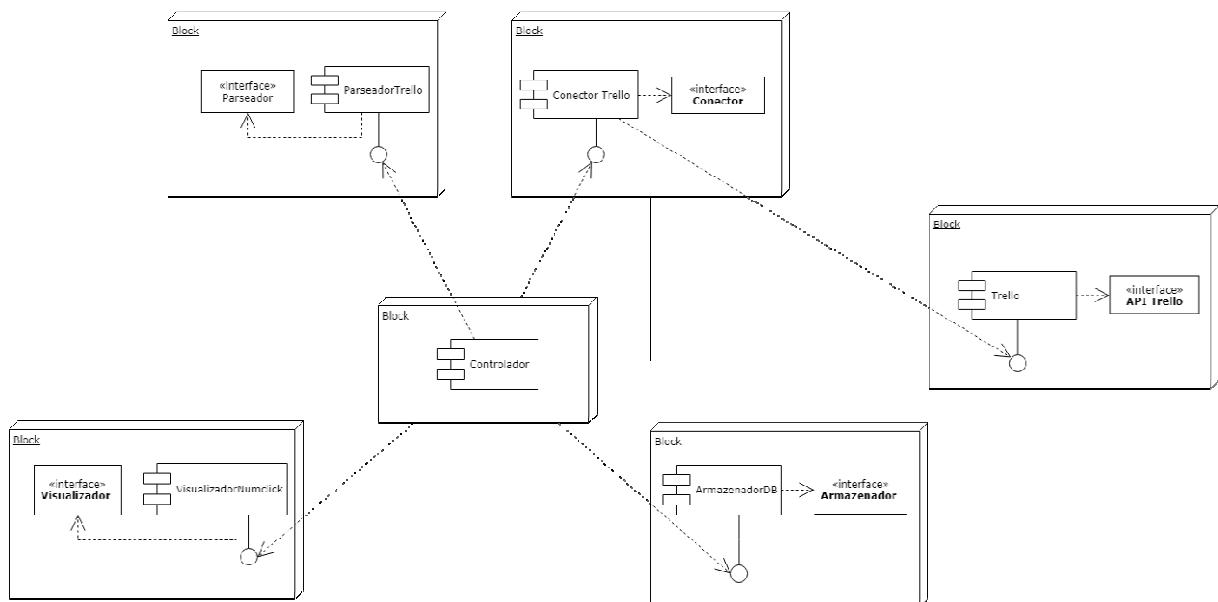 Block
«interface»
Parseador
ParseadorTrello
Block
Conector Trello
«interface»
Conector
Block
Trello
«interface»
API Trello
Block
Controlador
Block
«interface»
Visualizador
VisualizadorNumclick
Block
ArmazenadorDB
«interface»
Armazenador